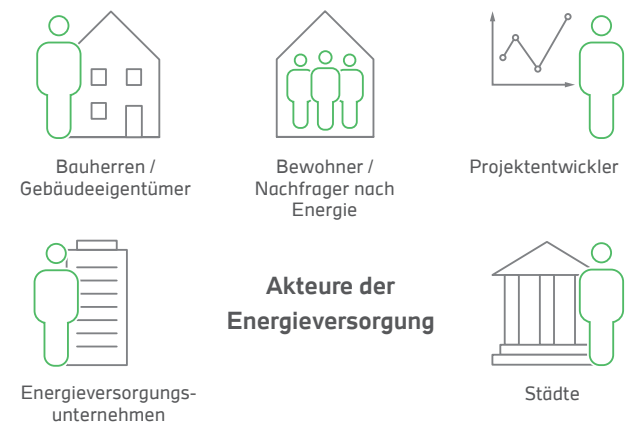 Bauherren /
Gebäudeeigentümer
Bewohner /
Nachfrager nach
Energie
Projektentwickler
Akteure der
Energieversorgung
Energieversorgungs-
unternehmen
Städte